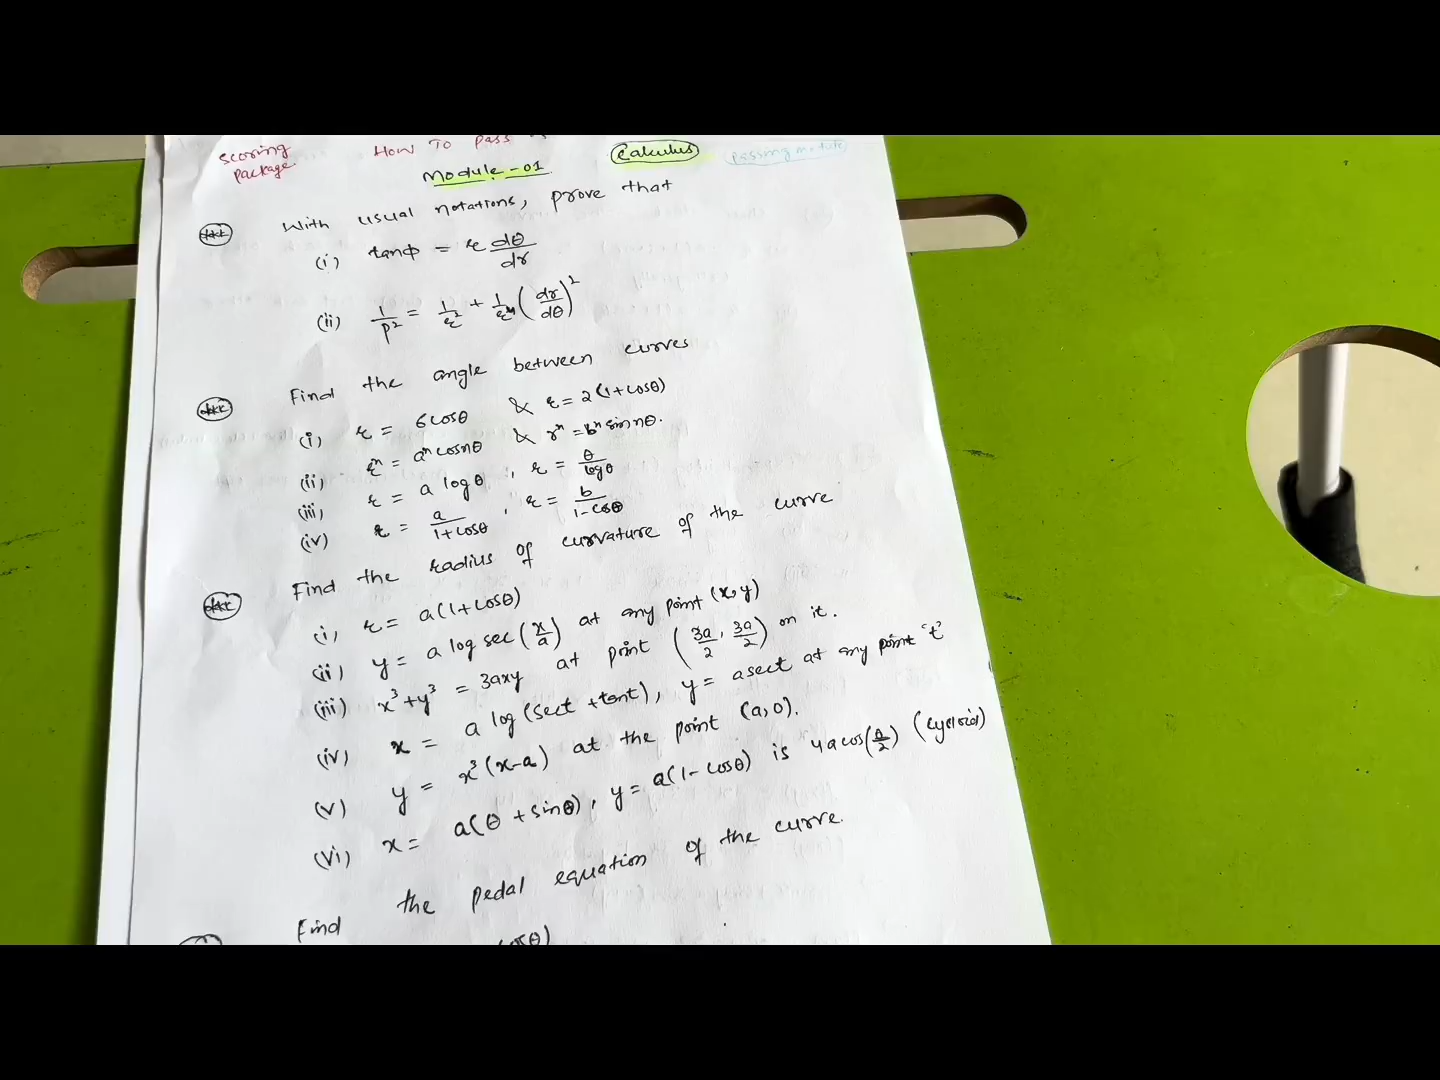 scoring package
HOW TO PASS
Calculus
passing module
Module - 01
*** With usual notations, prove that
(i) tanφ = r dθ/dr
(ii) 1/p² = 1/r² + 1/r⁴ (dr/dθ)²
*** Find the angle between curves
(i) r = 6cosθ & r = 2(1+cosθ)
(ii) rⁿ = aⁿ cosnθ & rⁿ = bⁿ sin nθ.
(iii) r = a logθ , r = θ/logθ
(iv) r = a/(1+cosθ) , r = b/(1-cosθ)
*** Find the radius of curvature of the curve
(i) r = a(1+cosθ)
(ii) y = a log sec(x/a) at any point (x,y)
(iii) x³+y³ = 3axy at point (3a/2, 3a/2) on it.
(iv) x = a log(sect + tant), y = a sect at any point 't'
(v) y = x³(x-a) at the point (a,0).
(vi) x = a(θ + sinθ), y = a(1-cosθ) is 4a cos(θ/2) (cycloid)
Find the pedal equation of the curve.